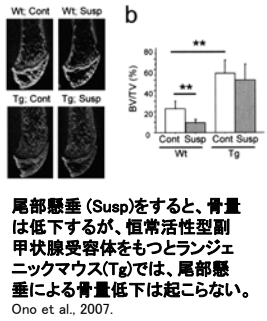 Wt; Cont Wt; Susp
Tg; Cont Tg; Susp
b
BV/TV (%)
80
60
40
20
0
**
**
Cont Susp Cont Susp
Wt Tg
尾部懸垂 (Susp)をすると、骨量
は低下するが、恒常活性型副
甲状腺受容体をもつとランジェ
ニックマウス(Tg)では、尾部懸
垂による骨量低下は起こらない。
Ono et al., 2007.